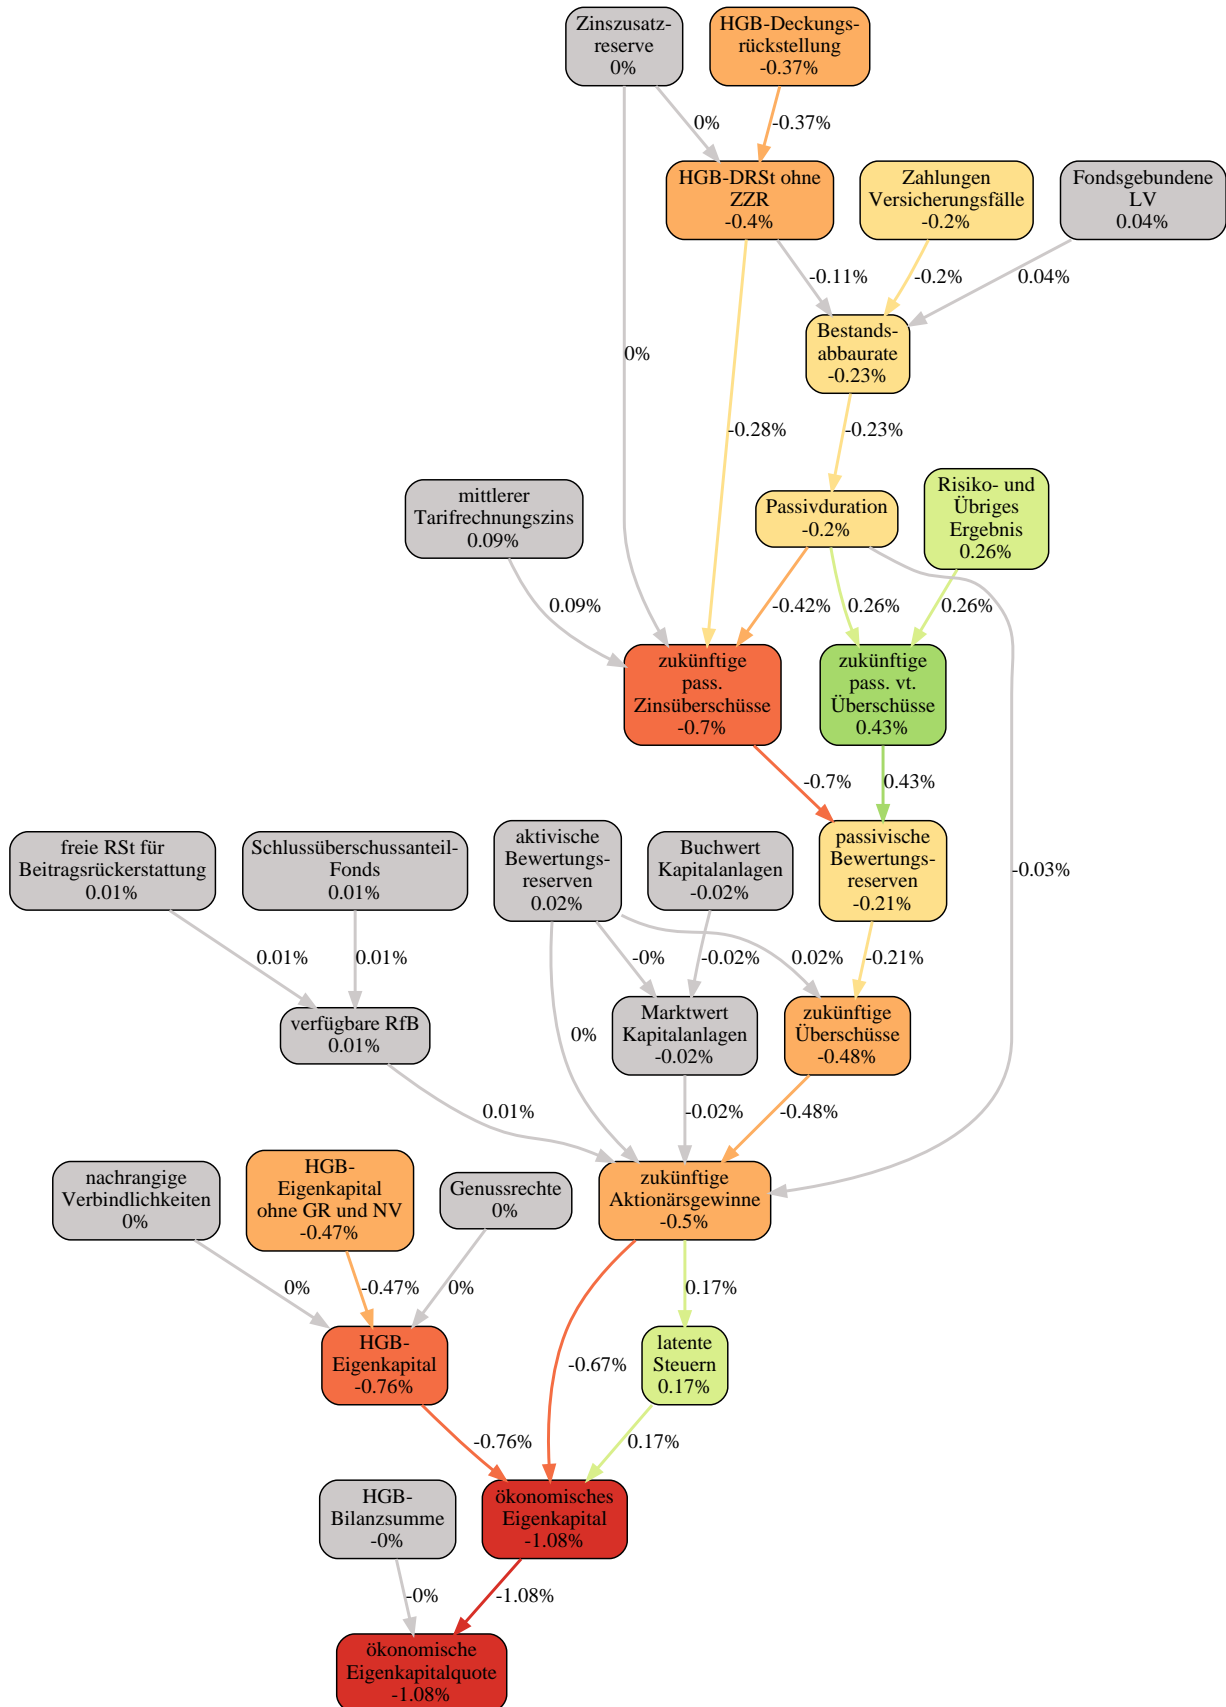 Zinszusatz-
reserve
0%
HGB-Deckungs-
rückstellung
-0.37%
0%
-0.37%
HGB-DRSt ohne
ZZR
-0.4%
Zahlungen
Versicherungsfälle
-0.2%
Fondsgebundene
LV
0.04%
-0.11%
-0.2%
0.04%
Bestands-
abbaurate
-0.23%
0%
-0.28%
-0.23%
mittlerer
Tarifrechnungszins
0.09%
Passivduration
-0.2%
Risiko- und
Übriges
Ergebnis
0.26%
0.09%
-0.42%
0.26%
0.26%
zukünftige
pass.
Zinsüberschüsse
-0.7%
zukünftige
pass. vt.
Überschüsse
0.43%
-0.7%
0.43%
-0.03%
freie RSt für
Beitragsrückerstattung
0.01%
Schlussüberschussanteil-
Fonds
0.01%
aktivische
Bewertungs-
reserven
0.02%
Buchwert
Kapitalanlagen
-0.02%
passivische
Bewertungs-
reserven
-0.21%
0.01%
0.01%
-0%
-0.02%
0.02%
-0.21%
verfügbare RfB
0.01%
0%
Marktwert
Kapitalanlagen
-0.02%
zukünftige
Überschüsse
-0.48%
0.01%
-0.02%
-0.48%
nachrangige
Verbindlichkeiten
0%
HGB-
Eigenkapital
ohne GR und NV
-0.47%
Genussrechte
0%
zukünftige
Aktionärsgewinne
-0.5%
0%
-0.47%
0%
0.17%
HGB-
Eigenkapital
-0.76%
-0.67%
latente
Steuern
0.17%
-0.76%
0.17%
HGB-
Bilanzsumme
-0%
ökonomisches
Eigenkapital
-1.08%
-0%
-1.08%
ökonomische
Eigenkapitalquote
-1.08%